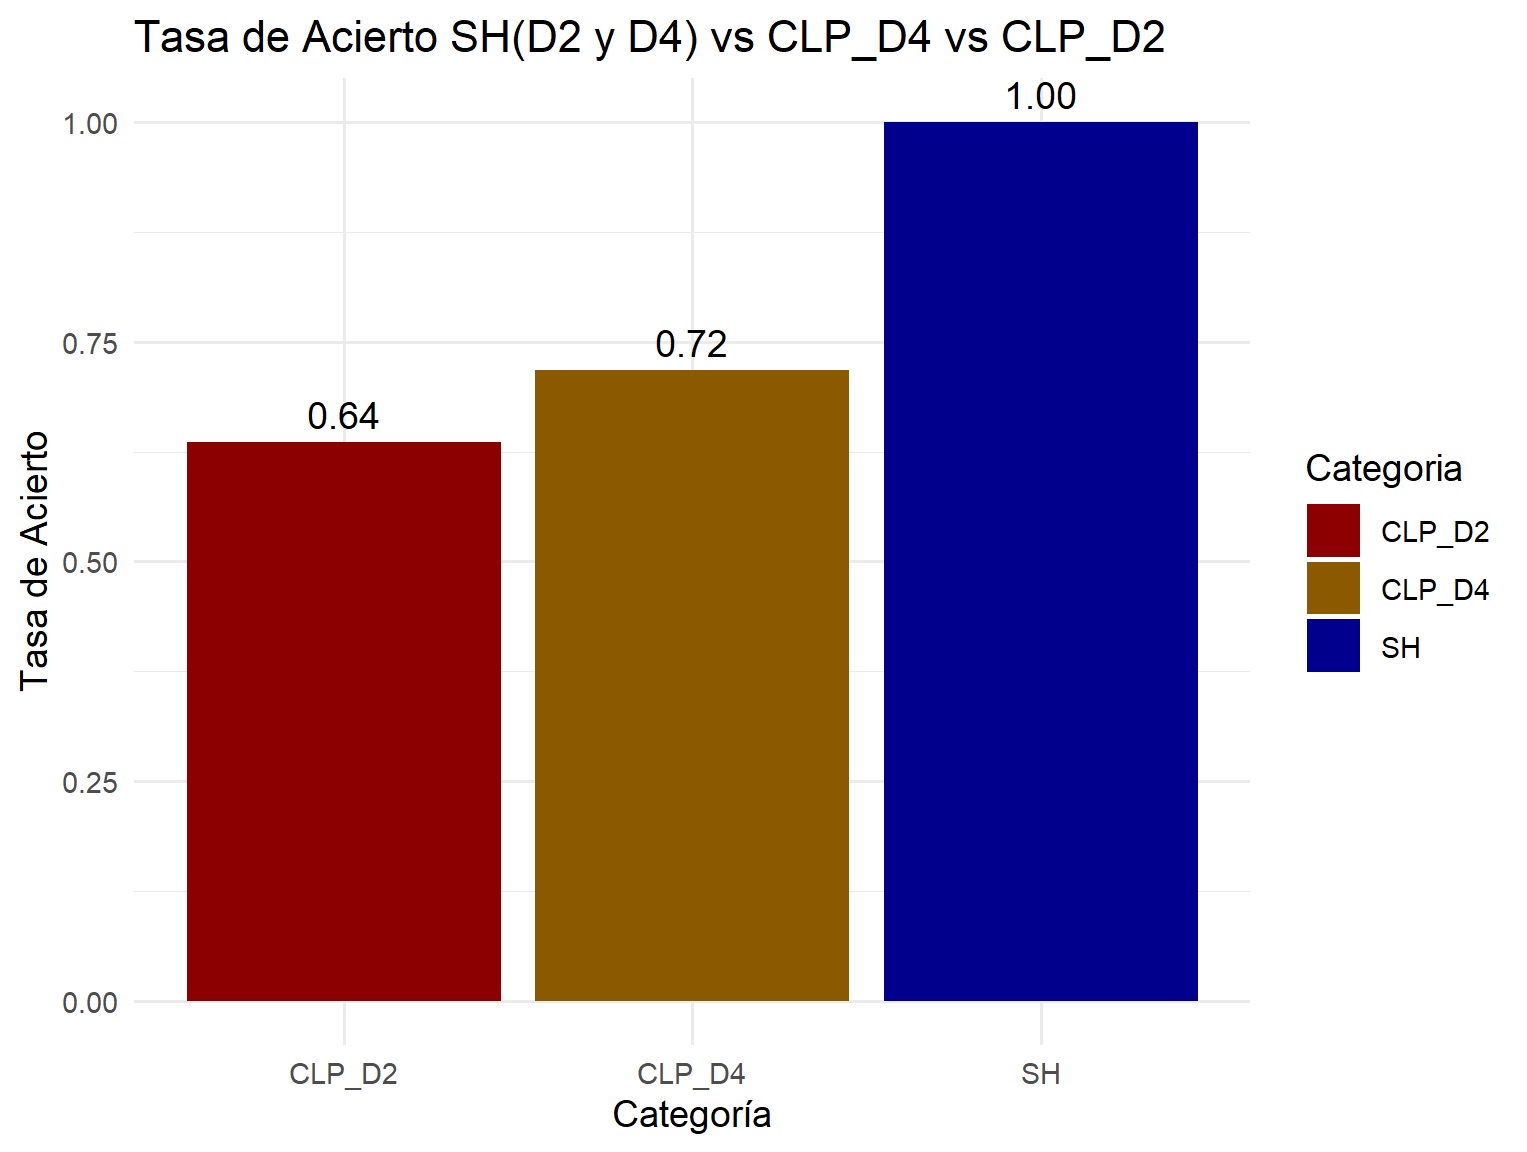 Tasa de Acierto SH(D2 y D4) vs CLP_D4 vs CLP_D2
Tasa de Acierto
1.00
0.75
0.50
0.25
0.00
0.64
0.72
1.00
CLP_D2
CLP_D4
SH
Categoría
Categoria
CLP_D2
CLP_D4
SH